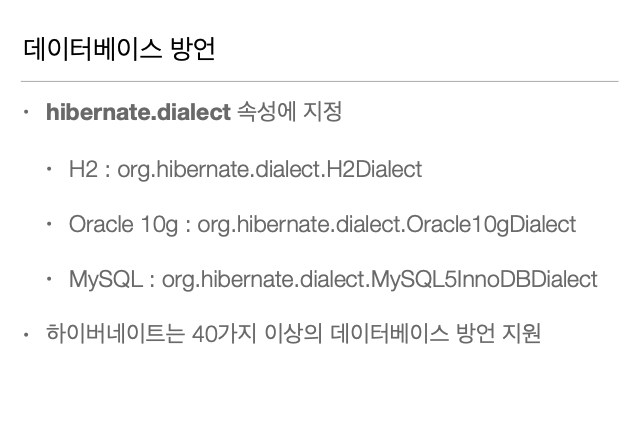 데이터베이스 방언
• hibernate.dialect 속성에 지정
• H2 : org.hibernate.dialect.H2Dialect
• Oracle 10g : org.hibernate.dialect.Oracle10gDialect
• MySQL : org.hibernate.dialect.MySQL5InnoDBDialect
• 하이버네이트는 40가지 이상의 데이터베이스 방언 지원